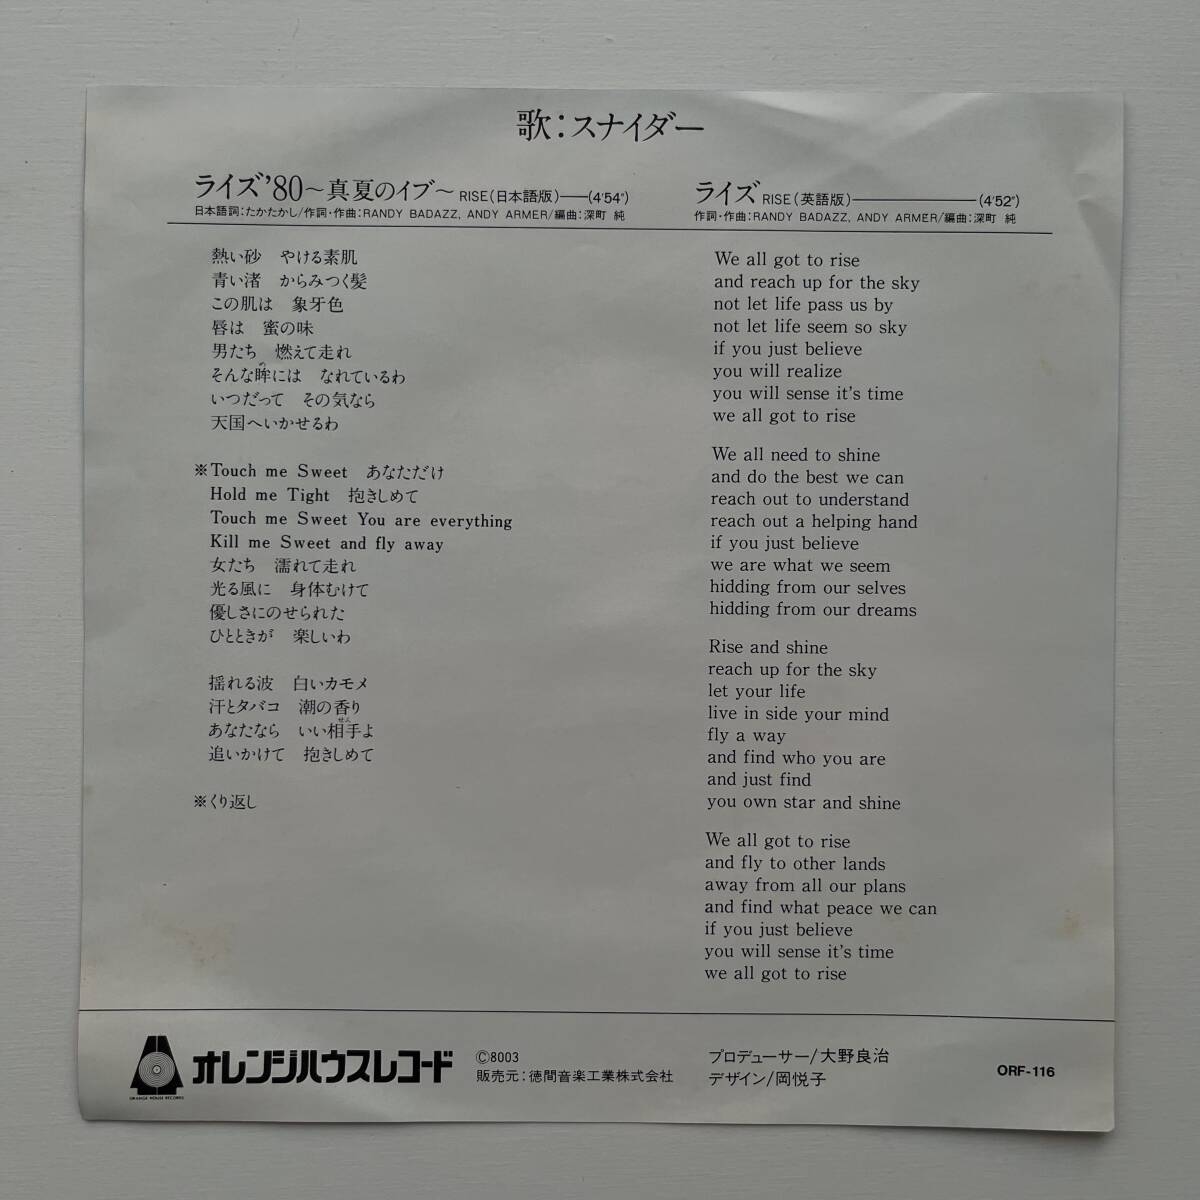 歌：スナイダー
ライズ'80〜真夏のイブ〜 RISE（日本語版）――(4'54")
日本語詞：たかたかし/作詞・作曲：RANDY BADAZZ, ANDY ARMER/編曲：深町 純
熱い砂　やける素肌
青い渚　からみつく髪
この肌は　象牙色
唇は　蜜の味
男たち　燃えて走れ
そんな眸には　なれているわ
いつだって　その気なら
天国へいかせるわ
※Touch me Sweet　あなただけ
Hold me Tight　抱きしめて
Touch me Sweet You are everything
Kill me Sweet and fly away
女たち　濡れて走れ
光る風に　身体むけて
優しさにのせられた
ひとときが　楽しいわ
揺れる波　白いカモメ
汗とタバコ　潮の香り
あなたなら　いい相手よ
追いかけて　抱きしめて
※くり返し
ライズ RISE（英語版）――――――(4'52")
作詞・作曲：RANDY BADAZZ, ANDY ARMER/編曲：深町 純
We all got to rise
and reach up for the sky
not let life pass us by
not let life seem so sky
if you just believe
you will realize
you will sense it's time
we all got to rise
We all need to shine
and do the best we can
reach out to understand
reach out a helping hand
if you just believe
we are what we seem
hidding from our selves
hidding from our dreams
Rise and shine
reach up for the sky
let your life
live in side your mind
fly a way
and find who you are
and just find
you own star and shine
We all got to rise
and fly to other lands
away from all our plans
and find what peace we can
if you just believe
you will sense it's time
we all got to rise
ORANGE HOUSE RECORDS
オレンジハウスレコード
Ⓒ8003
販売元：徳間音楽工業株式会社
プロデューサー/大野良治
デザイン/岡悦子
ORF-116